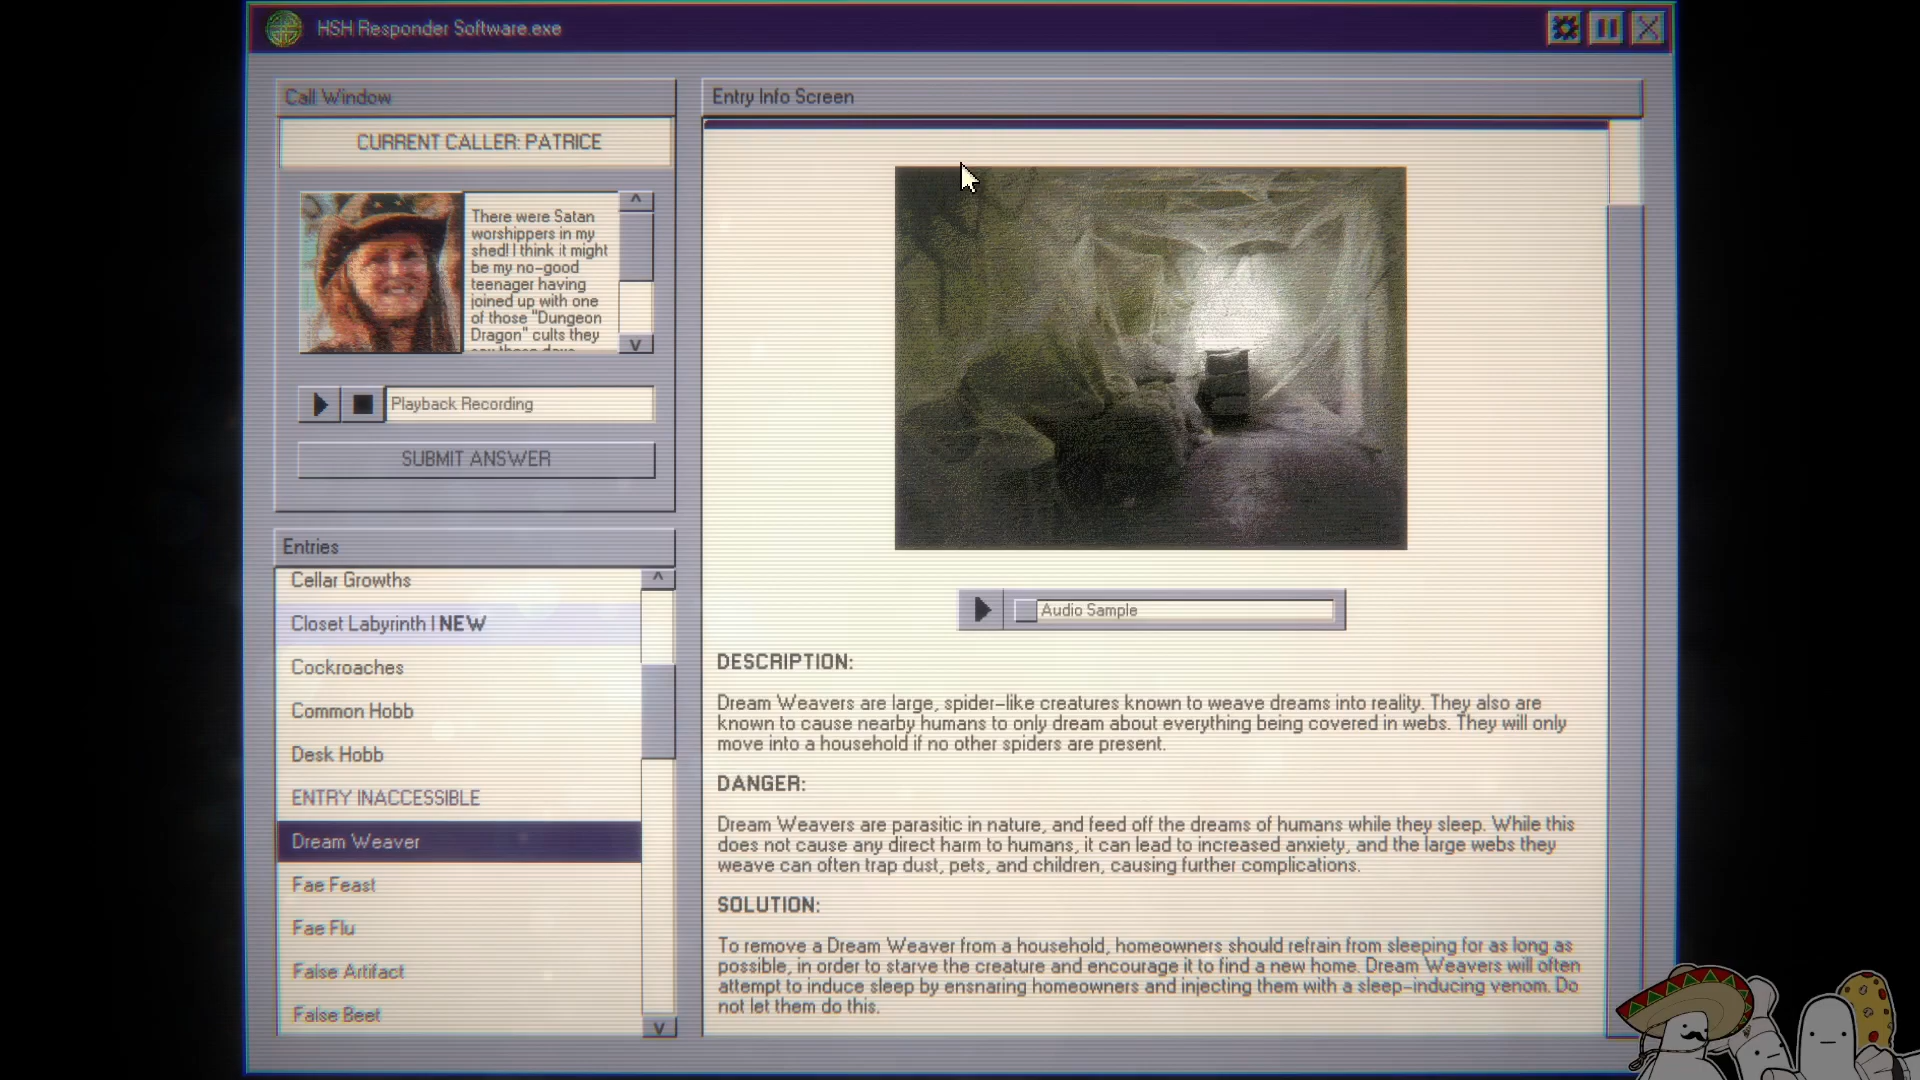 HSH Responder Software.exe
Call Window
CURRENT CALLER: PATRICE
There were Satan
worshippers in my
shed! I think it might
be my no-good
teenager having
joined up with one
of those "Dungeon
Dragon" cults they
say these days
Playback Recording
SUBMIT ANSWER
Entries
Cellar Growths
Closet Labyrinth | NEW
Cockroaches
Common Hobb
Desk Hobb
ENTRY INACCESSIBLE
Dream Weaver
Fae Feast
Fae Flu
False Artifact
False Beet
Entry Info Screen
Audio Sample
DESCRIPTION:
Dream Weavers are large, spider-like creatures known to weave dreams into reality. They also are
known to cause nearby humans to only dream about everything being covered in webs. They will only
move into a household if no other spiders are present.
DANGER:
Dream Weavers are parasitic in nature, and feed off the dreams of humans while they sleep. While this
does not cause any direct harm to humans, it can lead to increased anxiety, and the large webs they
weave can often trap dust, pets, and children, causing further complications.
SOLUTION:
To remove a Dream Weaver from a household, homeowners should refrain from sleeping for as long as
possible, in order to starve the creature and encourage it to find a new home. Dream Weavers will often
attempt to induce sleep by ensnaring homeowners and injecting them with a sleep-inducing venom. Do
not let them do this.